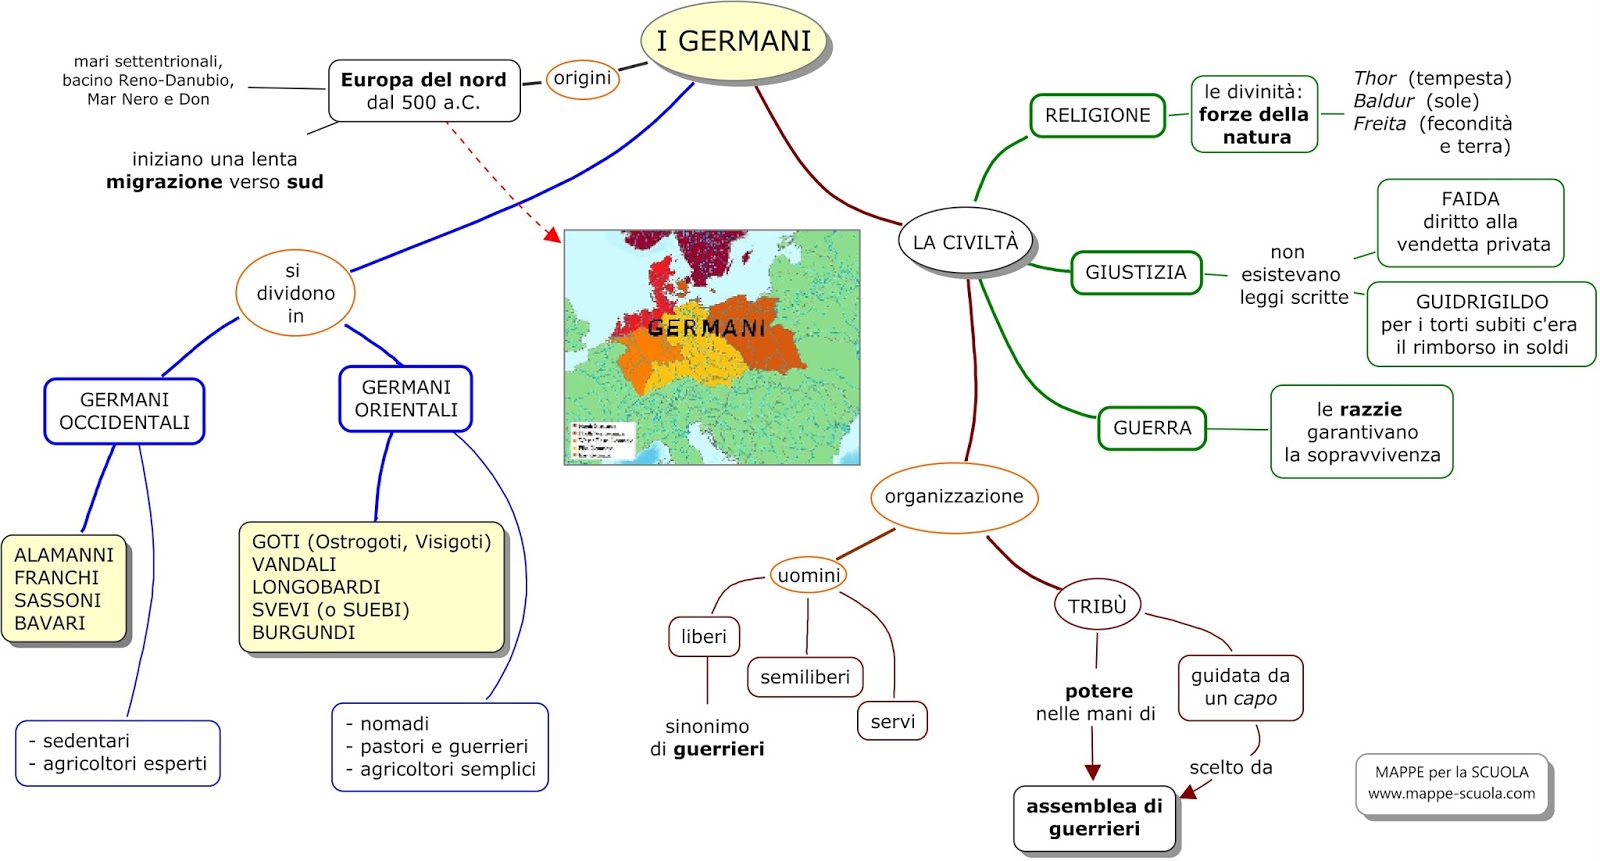 I GERMANI
origini
Europa del nord
dal 500 a.C.
mari settentrionali,
bacino Reno-Danubio,
Mar Nero e Don
iniziano una lenta
migrazione verso sud
GERMANI
si
dividono
in
GERMANI
OCCIDENTALI
ALAMANNI
FRANCHI
SASSONI
BAVARI
- sedentari
- agricoltori esperti
GERMANI
ORIENTALI
GOTI (Ostrogoti, Visigoti)
VANDALI
LONGOBARDI
SVEVI (o SUEBI)
BURGUNDI
- nomadi
- pastori e guerrieri
- agricoltori semplici
LA CIVILTÀ
RELIGIONE
le divinità:
forze della
natura
Thor (tempesta)
Baldur (sole)
Freita (fecondità
e terra)
GIUSTIZIA
non
esistevano
leggi scritte
FAIDA
diritto alla
vendetta privata
GUIDRIGILDO
per i torti subiti c'era
il rimborso in soldi
GUERRA
le razzie
garantivano
la sopravvivenza
organizzazione
uomini
liberi
sinonimo
di guerrieri
semiliberi
servi
TRIBÙ
potere
nelle mani di
guidata da
un capo
scelto da
assemblea di
guerrieri
MAPPE per la SCUOLA
www.mappe-scuola.com